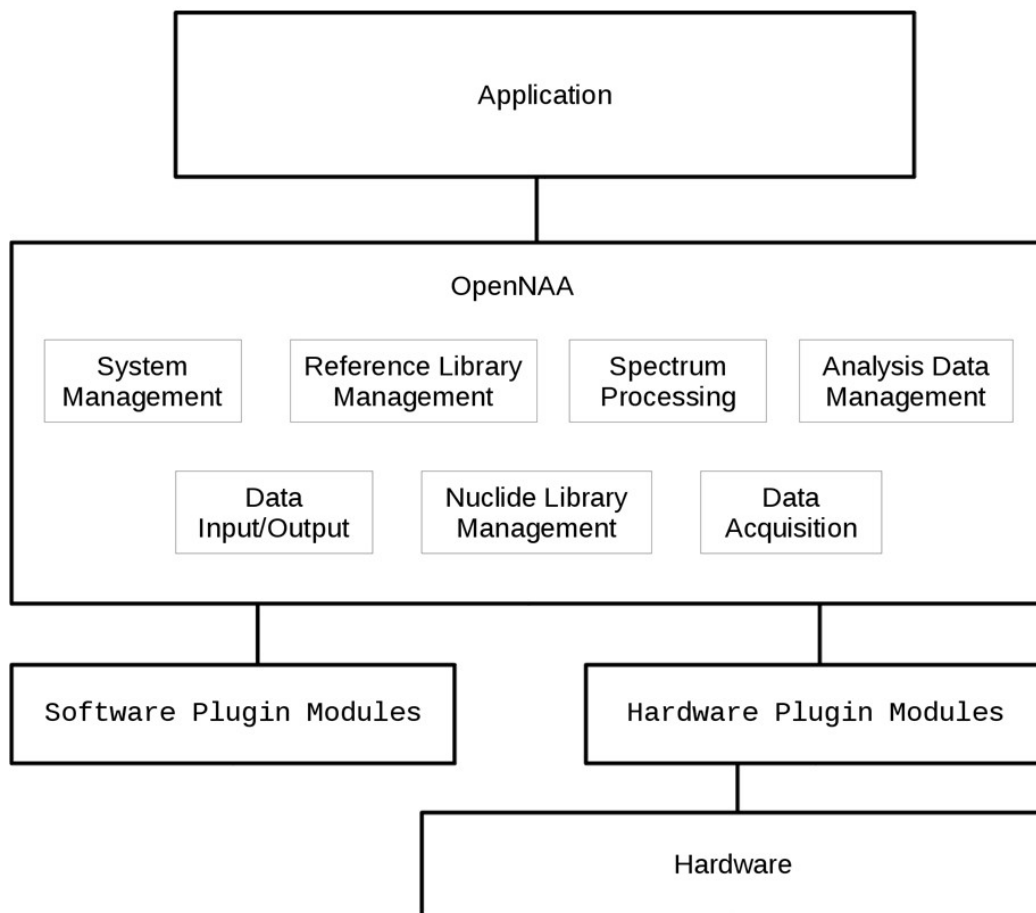 Application
OpenNAA
System
Management
Reference Library
Management
Spectrum
Processing
Analysis Data
Management
Data
Input/Output
Nuclide Library
Management
Data
Acquisition
Software Plugin Modules
Hardware Plugin Modules
Hardware